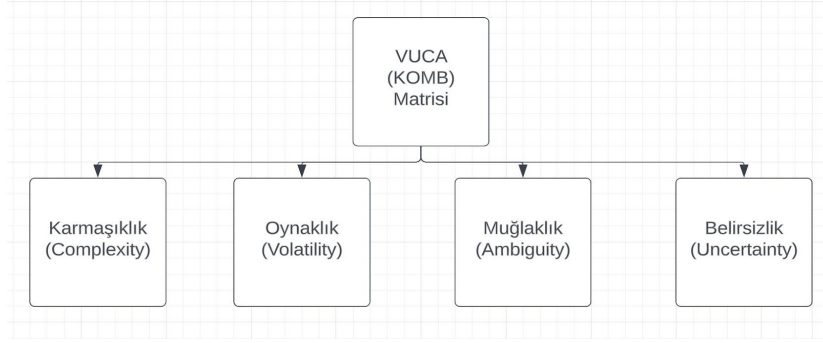 VUCA
(KOMB)
Matrisi
Karmaşıklık
(Complexity)
Oynaklık
(Volatility)
Muğlaklık
(Ambiguity)
Belirsizlik
(Uncertainty)